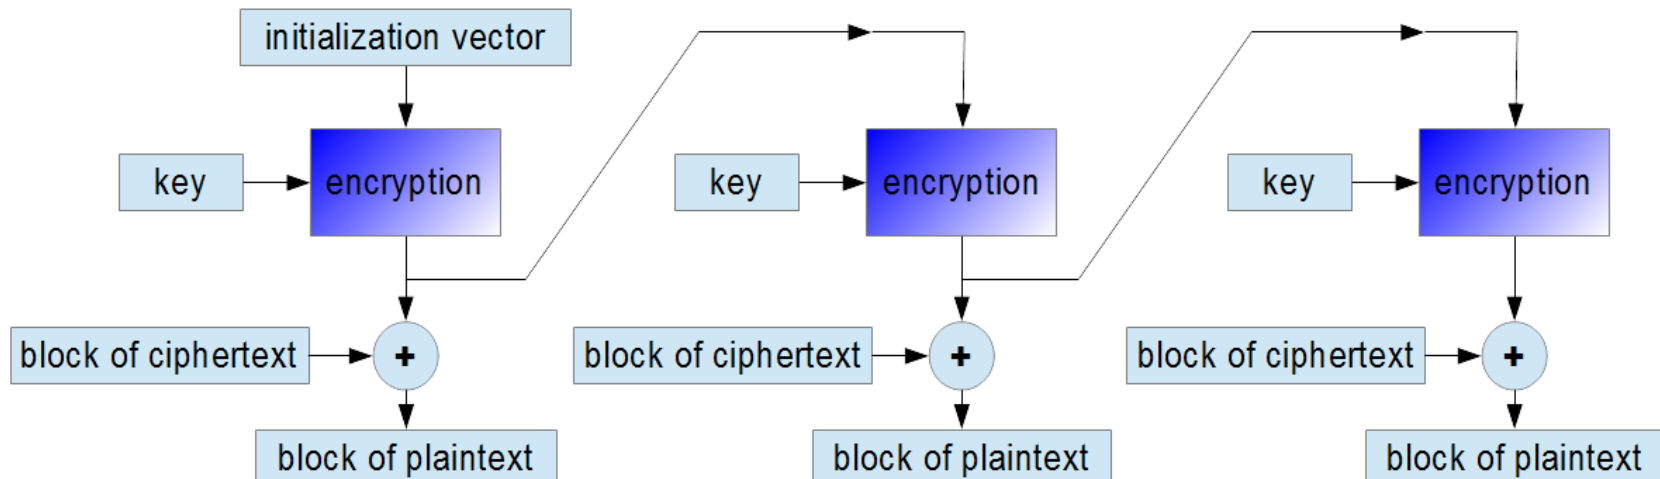 initialization vector
key
encryption
key
encryption
key
encryption
block of ciphertext
+
block of ciphertext
+
block of ciphertext
+
block of plaintext
block of plaintext
block of plaintext